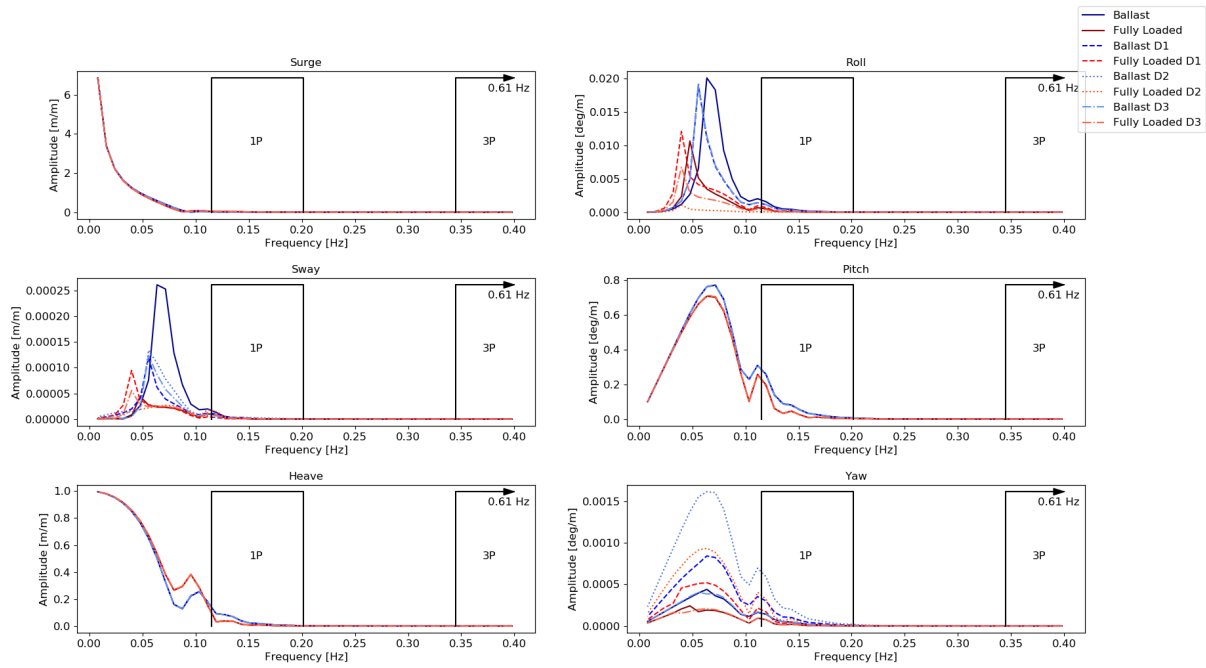 Ballast
Fully Loaded
Ballast D1
Fully Loaded D1
Ballast D2
Fully Loaded D2
Ballast D3
Fully Loaded D3
Surge
Amplitude [m/m]
6
4
2
0
1P
3P
0.61 Hz
0.00 0.05 0.10 0.15 0.20 0.25 0.30 0.35 0.40
Frequency [Hz]
Roll
Amplitude [deg/m]
0.020
0.015
0.010
0.005
0.000
1P
3P
0.61 Hz
0.00 0.05 0.10 0.15 0.20 0.25 0.30 0.35 0.40
Frequency [Hz]
Sway
Amplitude [m/m]
0.00025
0.00020
0.00015
0.00010
0.00005
0.00000
1P
3P
0.61 Hz
0.00 0.05 0.10 0.15 0.20 0.25 0.30 0.35 0.40
Frequency [Hz]
Pitch
Amplitude [deg/m]
0.8
0.6
0.4
0.2
0.0
1P
3P
0.61 Hz
0.00 0.05 0.10 0.15 0.20 0.25 0.30 0.35 0.40
Frequency [Hz]
Heave
Amplitude [m/m]
1.0
0.8
0.6
0.4
0.2
0.0
1P
3P
0.61 Hz
0.00 0.05 0.10 0.15 0.20 0.25 0.30 0.35 0.40
Frequency [Hz]
Yaw
Amplitude [deg/m]
0.0015
0.0010
0.0005
0.0000
1P
3P
0.61 Hz
0.00 0.05 0.10 0.15 0.20 0.25 0.30 0.35 0.40
Frequency [Hz]